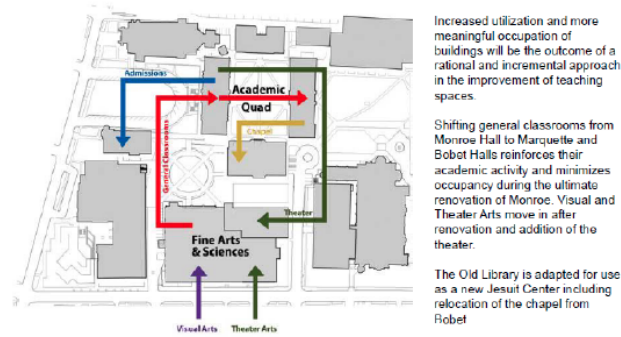 Admissions
Academic
Quad
Chapel
General Classrooms
Theater
Fine Arts
& Sciences
Visual Arts
Theater Arts
Increased utilization and more
meaningful occupation of
buildings will be the outcome of a
rational and incremental approach
in the improvement of teaching
spaces.
Shifting general classrooms from
Monroe Hall to Marquette and
Bobet Halls reinforces their
academic activity and minimizes
occupancy during the ultimate
renovation of Monroe. Visual and
Theater Arts move in after
renovation and addition of the
theater.
The Old Library is adapted for use
as a new Jesuit Center including
relocation of the chapel from
Bobet